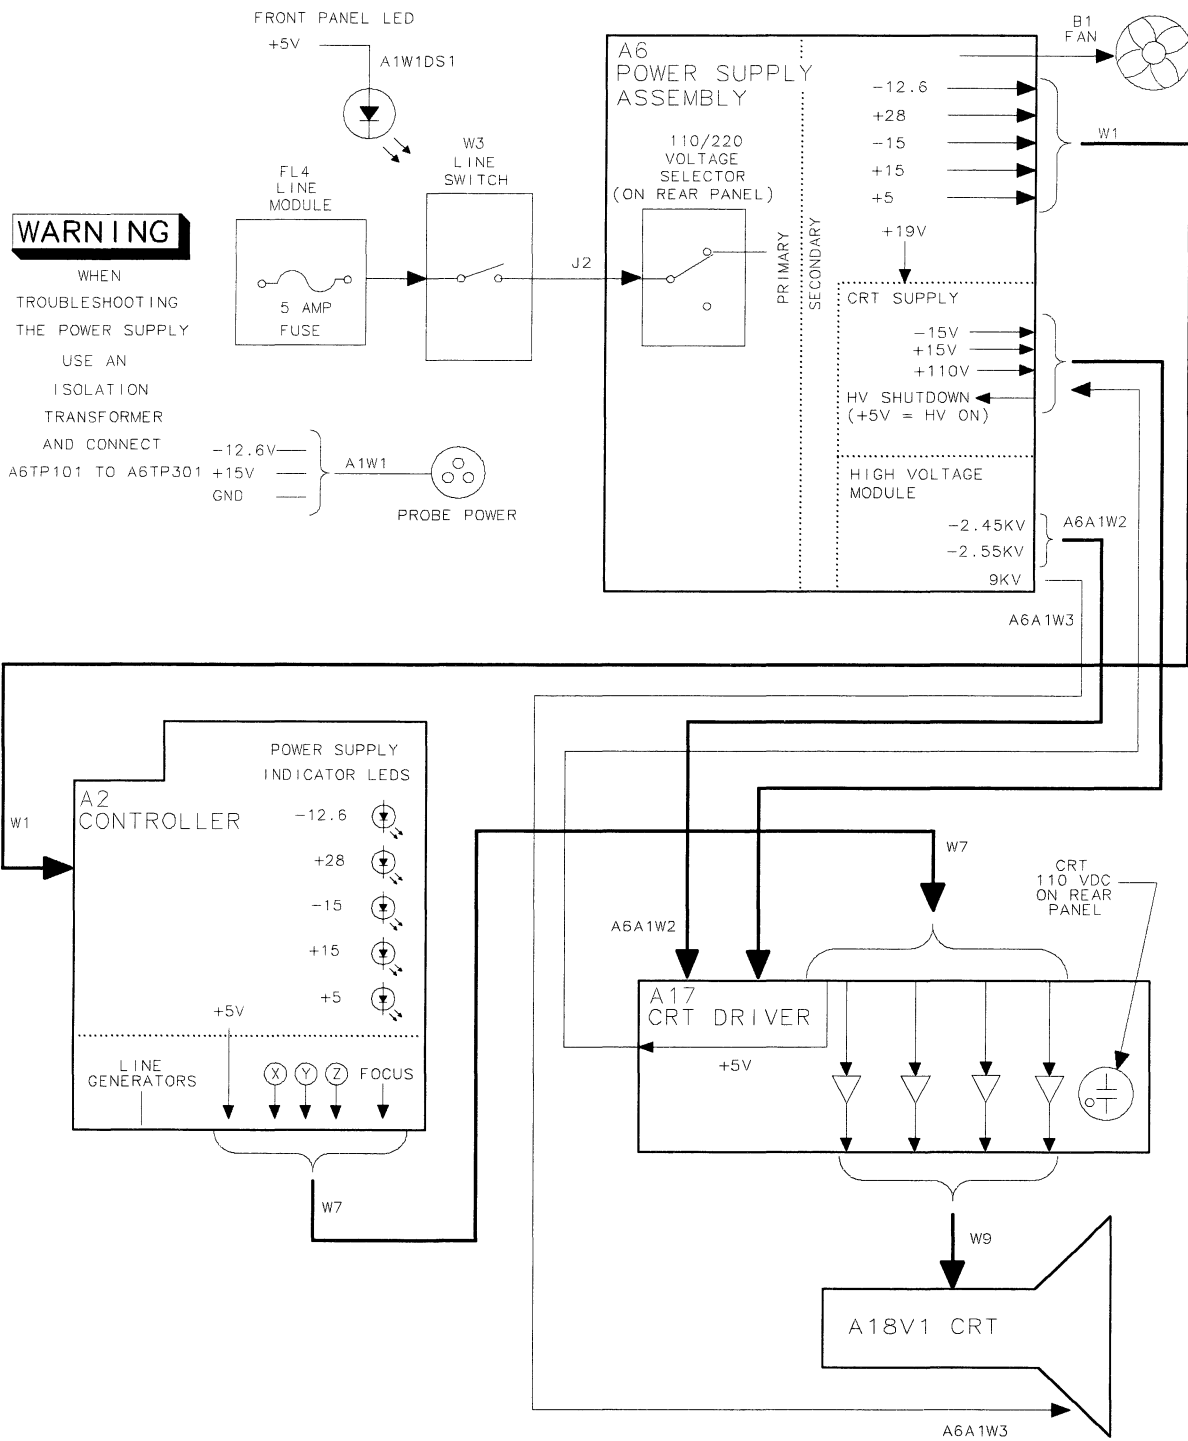 FRONT PANEL LED
+5V
A1W1DS1
B1
FAN
A6
POWER SUPPLY
ASSEMBLY
-12.6
+28
-15
+15
+5
W1
110/220
VOLTAGE
SELECTOR
(ON REAR PANEL)
W3
LINE
SWITCH
FL4
LINE
MODULE
5 AMP
FUSE
J2
PRIMARY
SECONDARY
+19V
CRT SUPPLY
-15V
+15V
+110V
HV SHUTDOWN
(+5V = HV ON)
HIGH VOLTAGE
MODULE
-2.45KV
-2.55KV
9KV
A6A1W2
A6A1W3
WARNING
WHEN
TROUBLESHOOTING
THE POWER SUPPLY
USE AN
ISOLATION
TRANSFORMER
AND CONNECT
A6TP101 TO A6TP301
-12.6V
+15V
GND
A1W1
PROBE POWER
W1
A2
CONTROLLER
POWER SUPPLY
INDICATOR LEDS
-12.6
+28
-15
+15
+5
+5V
LINE
GENERATORS
X
Y
Z
FOCUS
W7
W7
A6A1W2
CRT
110 VDC
ON REAR
PANEL
A17
CRT DRIVER
+5V
W9
A18V1 CRT
A6A1W3